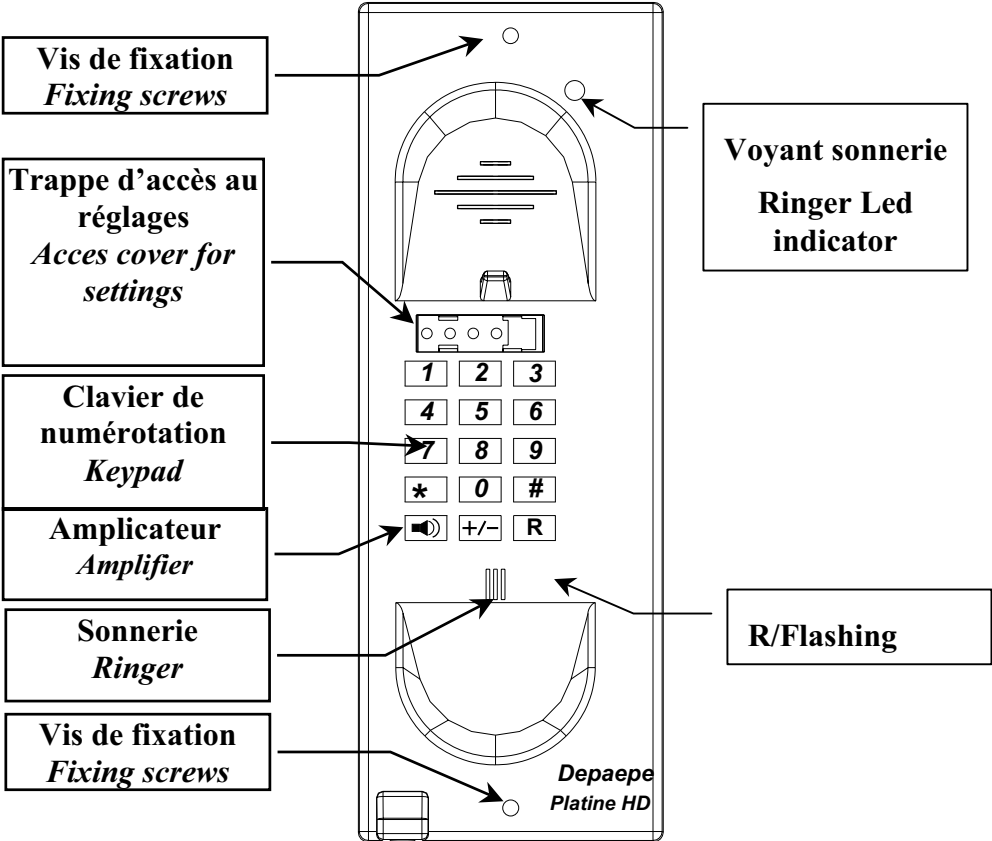 Vis de fixation
Fixing screws
Trappe d’accès au
réglages
Acces cover for
settings
Clavier de
numérotation
Keypad
Amplicateur
Amplifier
Sonnerie
Ringer
Vis de fixation
Fixing screws
1 2 3
4 5 6
7 8 9
* 0 #
+/- R
Depaepe
Platine HD
Voyant sonnerie
Ringer Led
indicator
R/Flashing